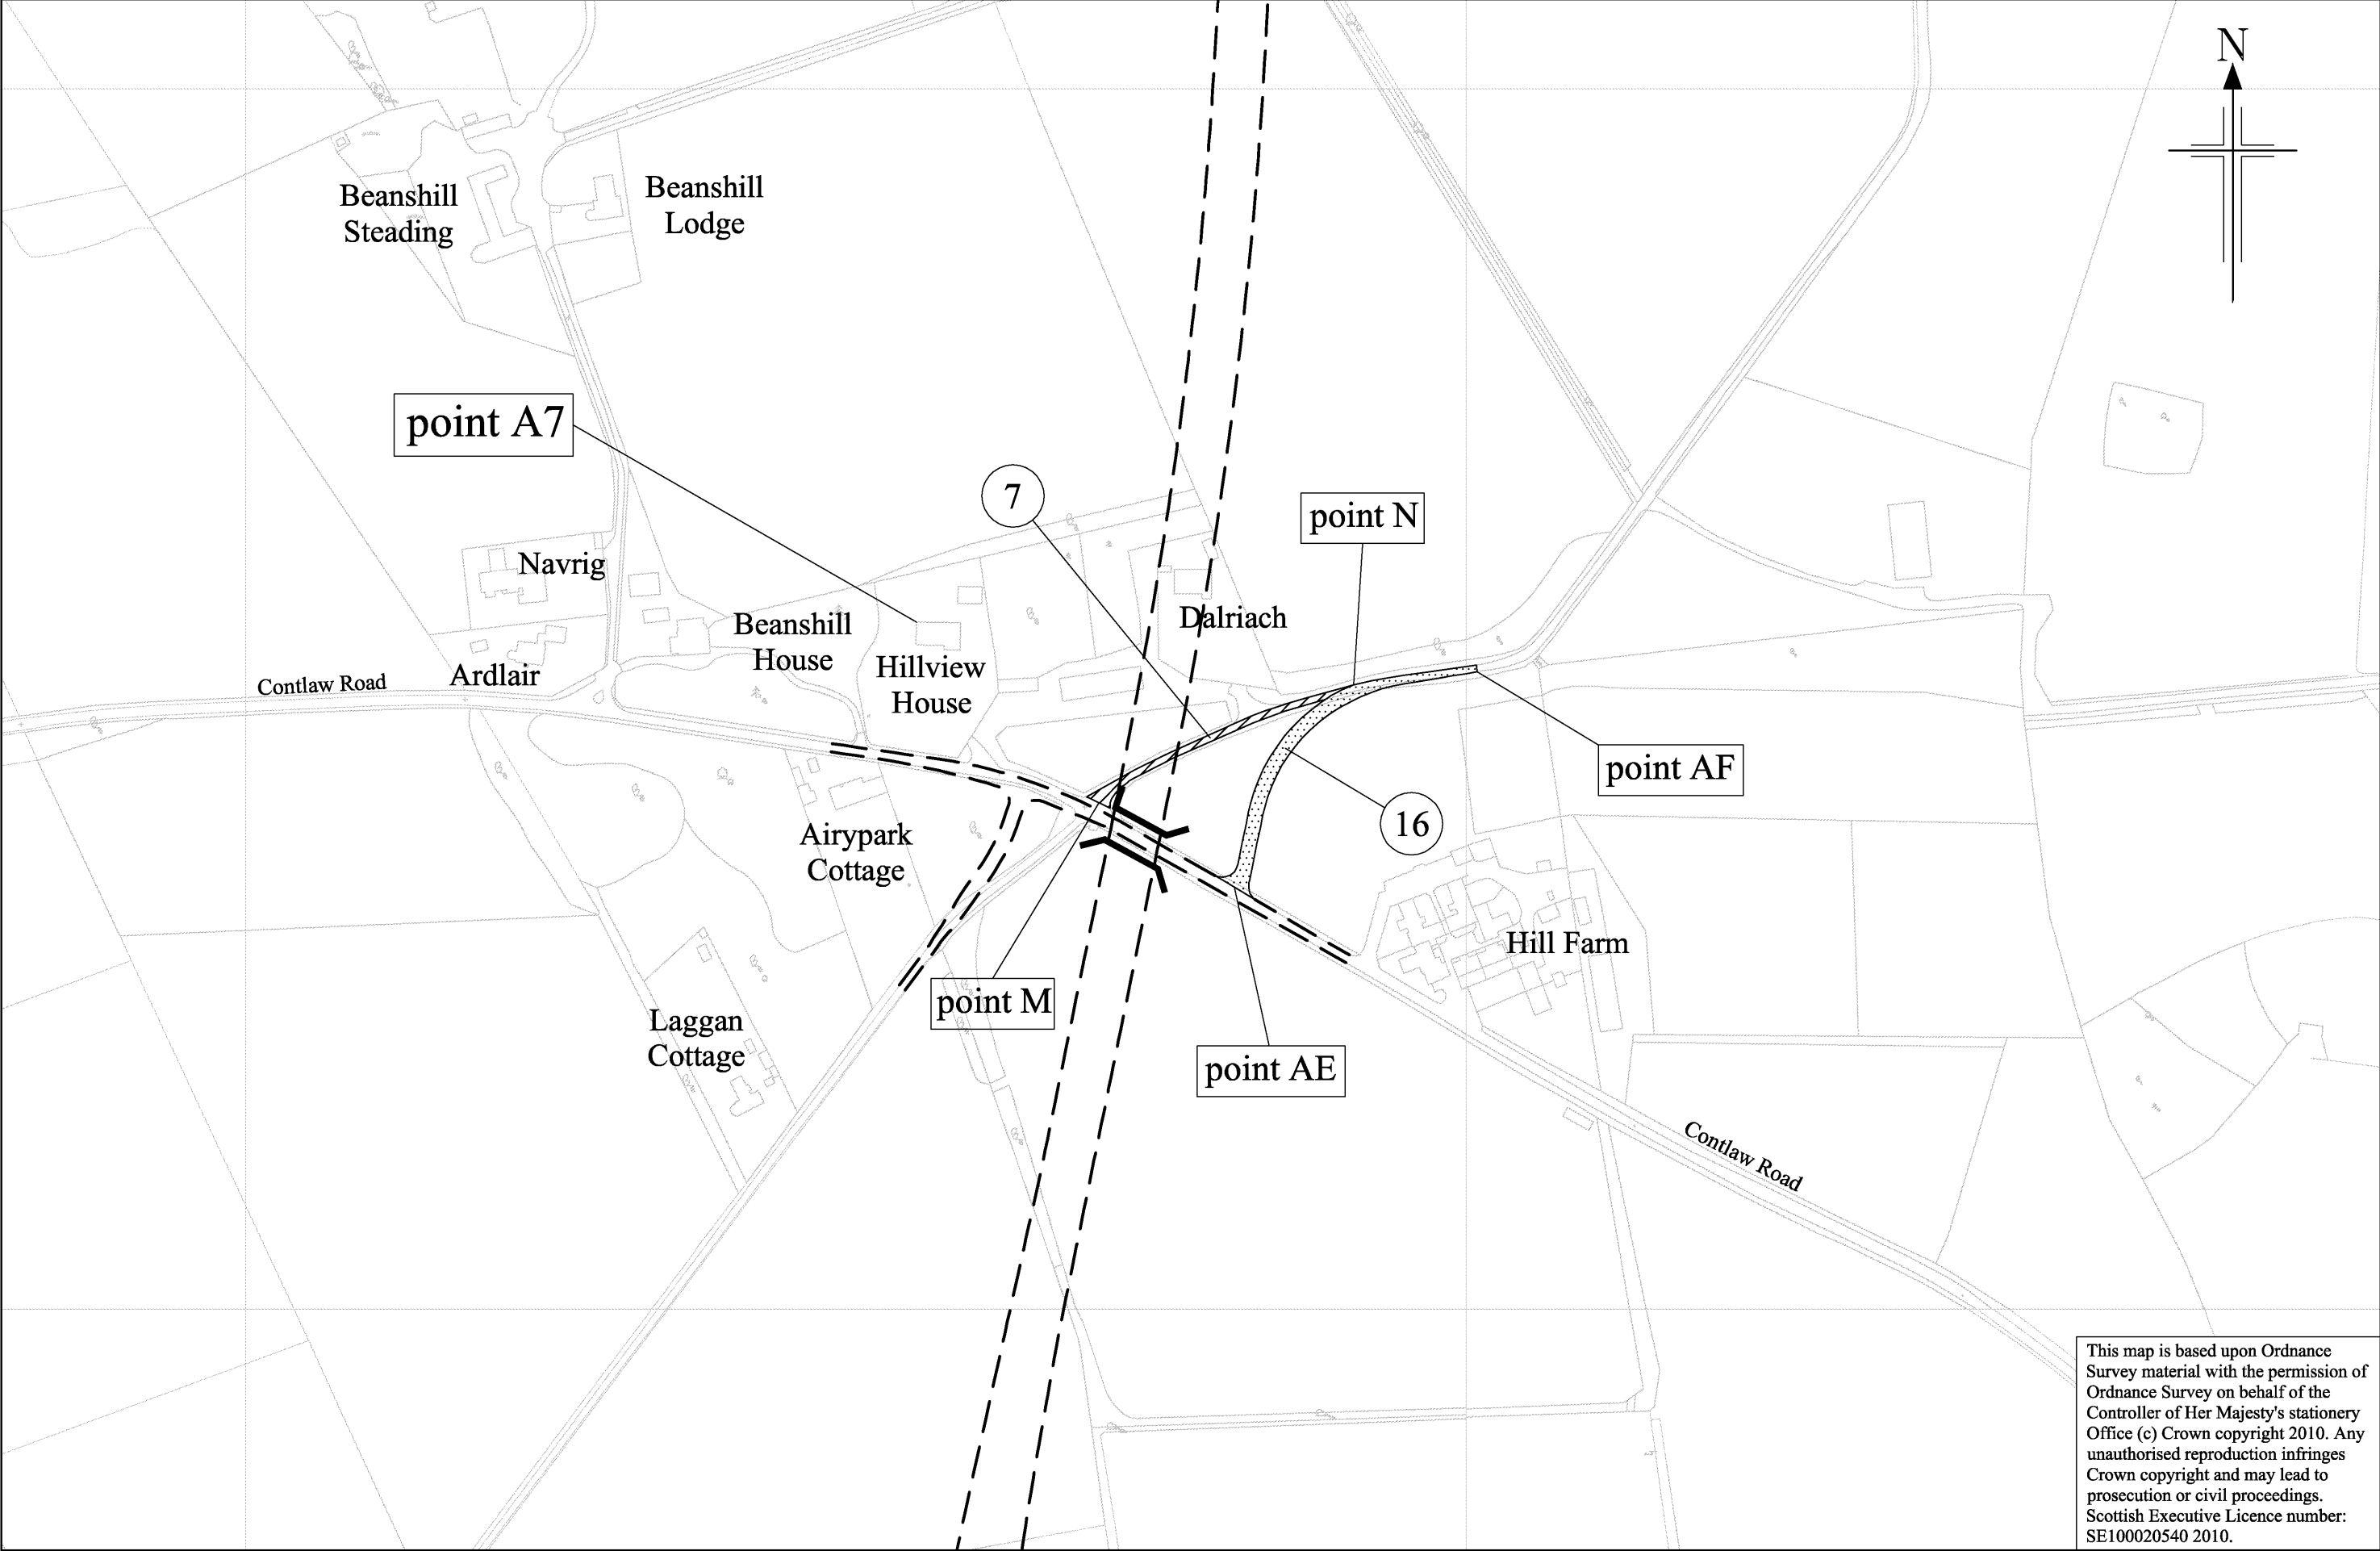 N
Beanshill
Steading
Beanshill
Lodge
point A7
7
point N
Navrig
Beanshill
House
Dalriach
Hillview
House
Ardlair
Contlaw Road
point AF
16
Airypark
Cottage
Hill Farm
point M
Laggan
Cottage
point AE
Contlaw Road
This map is based upon Ordnance
Survey material with the permission of
Ordnance Survey on behalf of the
Controller of Her Majesty's stationery
Office (c) Crown copyright 2010. Any
unauthorised reproduction infringes
Crown copyright and may lead to
prosecution or civil proceedings.
Scottish Executive Licence number:
SE100020540 2010.